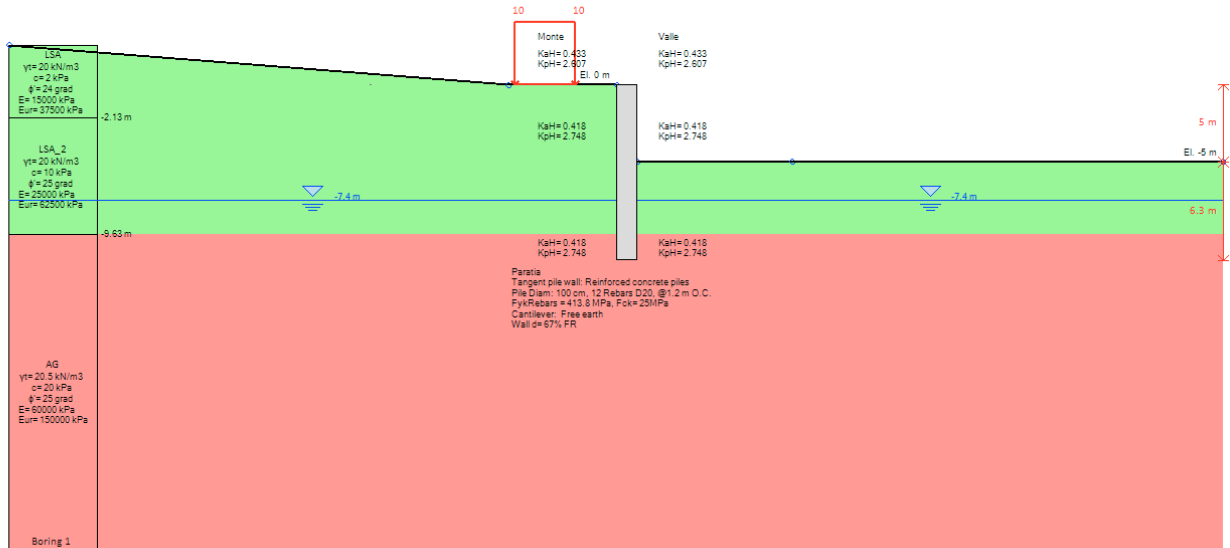 10 10
Monte Valle
KaH= 0.433 KaH= 0.433
KpH= 2.607 KpH= 2.607
El. 0 m
LSA
γt= 20 kN/m3
c= 2 kPa
ϕ'= 24 grad
E= 15000 kPa
Eur= 37500 kPa
-2.13 m
KaH= 0.418 KaH= 0.418
KpH= 2.748 KpH= 2.748
5 m
El. -5 m
LSA_2
γt= 20 kN/m3
c= 10 kPa
ϕ'= 25 grad
E= 25000 kPa
Eur= 62500 kPa
-7.4 m -7.4 m
6.3 m
-9.63 m
KaH= 0.418 KaH= 0.418
KpH= 2.748 KpH= 2.748
Paratia
Tangent pile wall: Reinforced concrete piles
Pile Diam: 100 cm, 12 Rebars D20, @1.2 m O.C.
FykRebars = 413.8 MPa, Fck= 25MPa
Cantilever: Free earth
Wall d= 67% FR
AG
γt= 20.5 kN/m3
c= 20 kPa
ϕ'= 25 grad
E= 60000 kPa
Eur= 150000 kPa
Boring 1